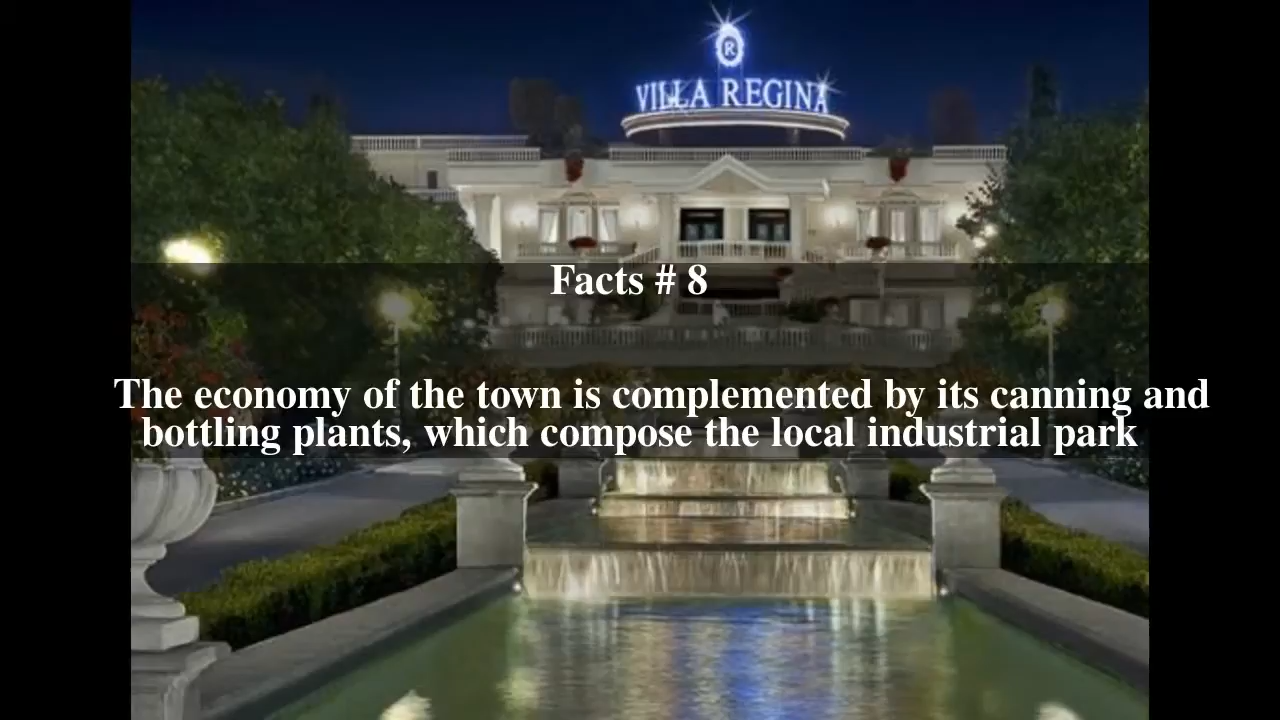 R
VILLA REGINA
Facts # 8
The economy of the town is complemented by its canning and
bottling plants, which compose the local industrial park